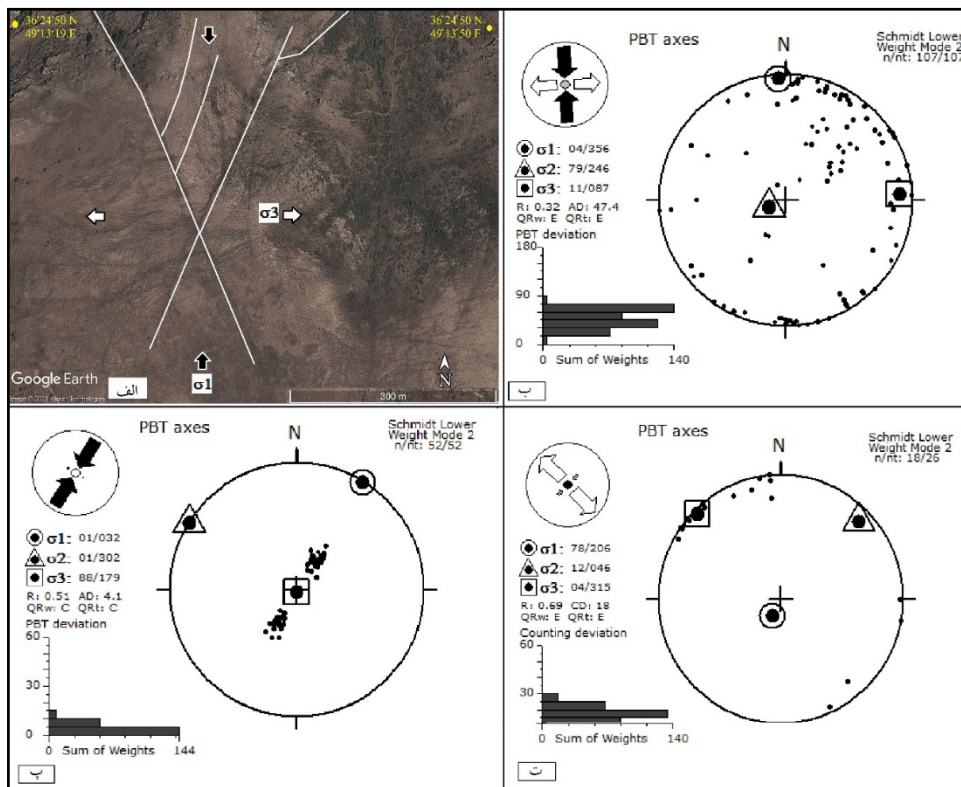 36°24'50 N
49°13'19 E
36°24'50 N
49°13'50 E
σ3
σ1
Google Earth
الف
N
300 m
PBT axes
Schmidt Lower
Weight Mode 2
n/nt: 107/107
N
σ1: 04/356
σ2: 79/246
σ3: 11/087
R: 0.32 AD: 47.4
QRw: E QRt: E
PBT deviation
180
90
0
0 Sum of Weights 140
ب
PBT axes
Schmidt Lower
Weight Mode 2
n/nt: 52/52
N
σ1: 01/032
σ2: 01/302
σ3: 88/179
R: 0.51 AD: 4.1
QRw: C QRt: C
PBT deviation
60
30
0
0 Sum of Weights 144
پ
PBT axes
Schmidt Lower
Weight Mode 2
n/nt: 18/26
N
σ1: 78/206
σ2: 12/046
σ3: 04/315
R: 0.69 CD: 18
QRw: E QRt: E
Counting deviation
60
30
0
0 Sum of Weights 140
ت